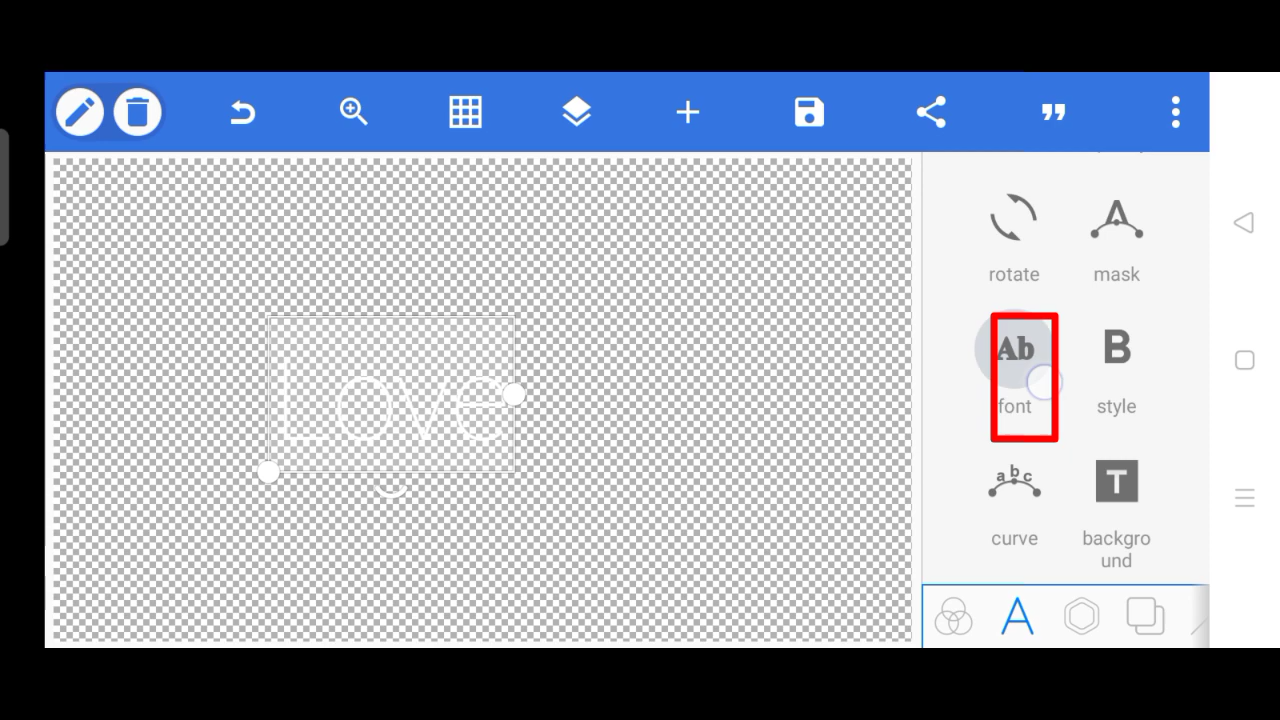 rotate mask
Love
Ab B
font style
abc T
curve backgro
und
A